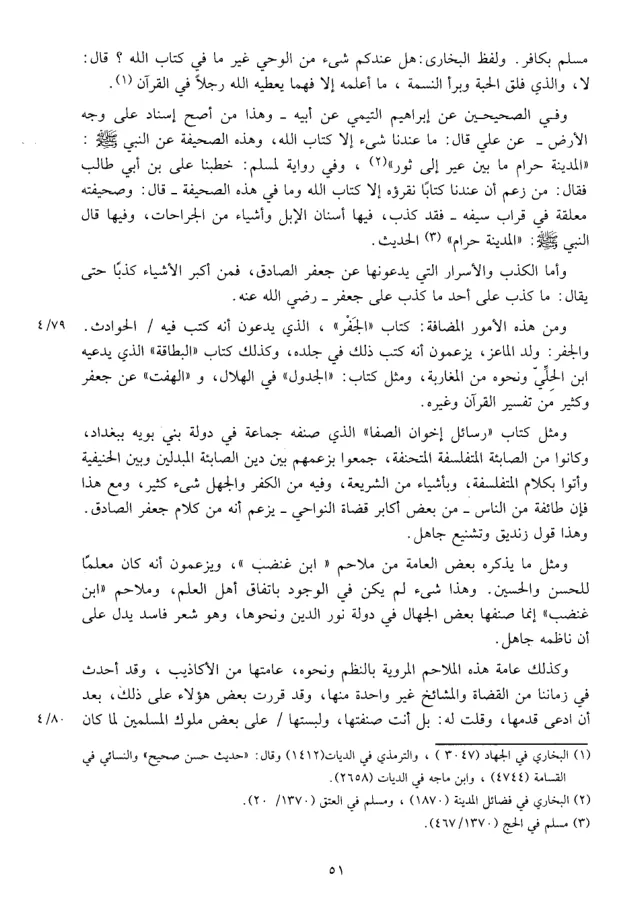 مسلم بكافر. ولفظ البخارى:هل عندكم شىء من الوحي غير ما في كتاب الله ؟ قال:
لا، والذي فلق الحبة وبرأ النسمة ، ما أعلمه إلا فهما يعطيه الله رجلاً في القرآن (١).
وفي الصحيحين عن إبراهيم التيمي عن أبيه ـ وهذا من أصح إسناد على وجه
الأرض ـ عن علي قال: ما عندنا شىء إلا كتاب الله، وهذه الصحيفة عن النبي ﷺ :
«المدينة حرام ما بين عير إلى ثور»(٢) ، وفي رواية لمسلم: خطبنا على بن أبي طالب
فقال: من زعم أن عندنا كتابًا نقرؤه إلا كتاب الله وما في هذه الصحيفة ـ قال: وصحيفته
معلقة في قراب سيفه ـ فقد كذب، فيها أسنان الإبل وأشياء من الجراحات، وفيها قال
النبي ﷺ: «المدينة حرام» (٣) الحديث.
وأما الكذب والأسرار التي يدعونها عن جعفر الصادق، فمن أكبر الأشياء كذبًا حتى
يقال: ما كذب على أحد ما كذب على جعفر ـ رضي الله عنه.
ومن هذه الأمور المضافة: كتاب «الجَفْر» ، الذي يدعون أنه كتب فيه / الحوادث. ٤/٧٩
والجفر: ولد الماعز، يزعمون أنه كتب ذلك في جلده، وكذلك كتاب «البطاقة» الذي يدعيه
ابن الحِلِّيّ ونحوه من المغاربة، ومثل كتاب: «الجدول» في الهلال، و «الهفت» عن جعفر
وكثير من تفسير القرآن وغيره.
ومثل كتاب «رسائل إخوان الصفا» الذي صنفه جماعة في دولة بني بويه ببغداد،
وكانوا من الصابئة المتفلسفة المتحنفة، جمعوا بزعمهم بين دين الصابئة المبدلين وبين الحنيفية
وأتوا بكلام المتفلسفة، وبأشياء من الشريعة، وفيه من الكفر والجهل شىء كثير، ومع هذا
فإن طائفة من الناس ـ من بعض أكابر قضاة النواحي ـ يزعم أنه من كلام جعفر الصادق.
وهذا قول زنديق وتشنيع جاهل.
ومثل ما يذكره بعض العامة من ملاحم « ابن غنضب »، ويزعمون أنه كان معلمًا
للحسن والحسين. وهذا شىء لم يكن في الوجود باتفاق أهل العلم، وملاحم «ابن
غنضب» إنما صنفها بعض الجهال في دولة نور الدين ونحوها، وهو شعر فاسد يدل على
أن ناظمه جاهل.
وكذلك عامة هذه الملاحم المروية بالنظم ونحوه، عامتها من الأكاذيب ، وقد أحدث
في زماننا من القضاة والمشائخ غير واحدة منها، وقد قررت بعض هؤلاء على ذلك، بعد
أن ادعى قدمها، وقلت له: بل أنت صنفتها، ولبستها / على بعض ملوك المسلمين لما كان ٤/٨٠
(١) البخاري في الجهاد (٣٠٤٧ ) ، والترمذي في الديات(١٤١٢) وقال: «حديث حسن صحيح» والنسائي في
القسامة (٤٧٤٤) ، وابن ماجه في الديات (٢٦٥٨).
(٢) البخاري في فضائل المدينة (١٨٧٠) ، ومسلم في العتق (١٣٧٠/ ٢٠).
(٣) مسلم في الحج (٤٦٧/١٣٧٠).
٥١